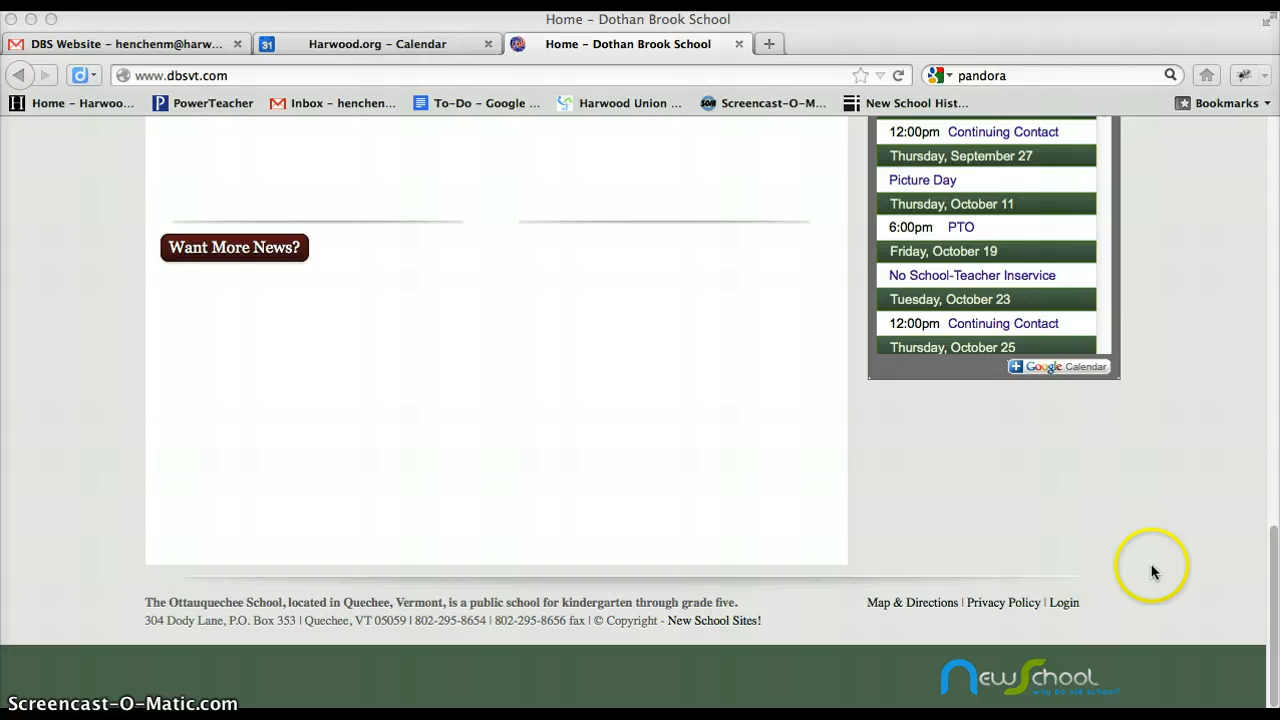 Home – Dothan Brook School
DBS Website – henchenm@harw...
31
Harwood.org – Calendar
Home – Dothan Brook School
www.dbsvt.com
pandora
Home – Harwoo...
PowerTeacher
Inbox – henchen...
To-Do – Google ...
Harwood Union ...
SOM
Screencast-O-M...
New School Hist...
Bookmarks
12:00pm Continuing Contact
Thursday, September 27
Picture Day
Thursday, October 11
6:00pm PTO
Friday, October 19
No School-Teacher Inservice
Tuesday, October 23
12:00pm Continuing Contact
Thursday, October 25
Google Calendar
Want More News?
The Ottauquechee School, located in Quechee, Vermont, is a public school for kindergarten through grade five.
304 Dody Lane, P.O. Box 353 | Quechee, VT 05059 | 802-295-8654 | 802-295-8656 fax | © Copyright - New School Sites!
Map & Directions | Privacy Policy | Login
newSchool
why be old school?
Screencast-O-Matic.com